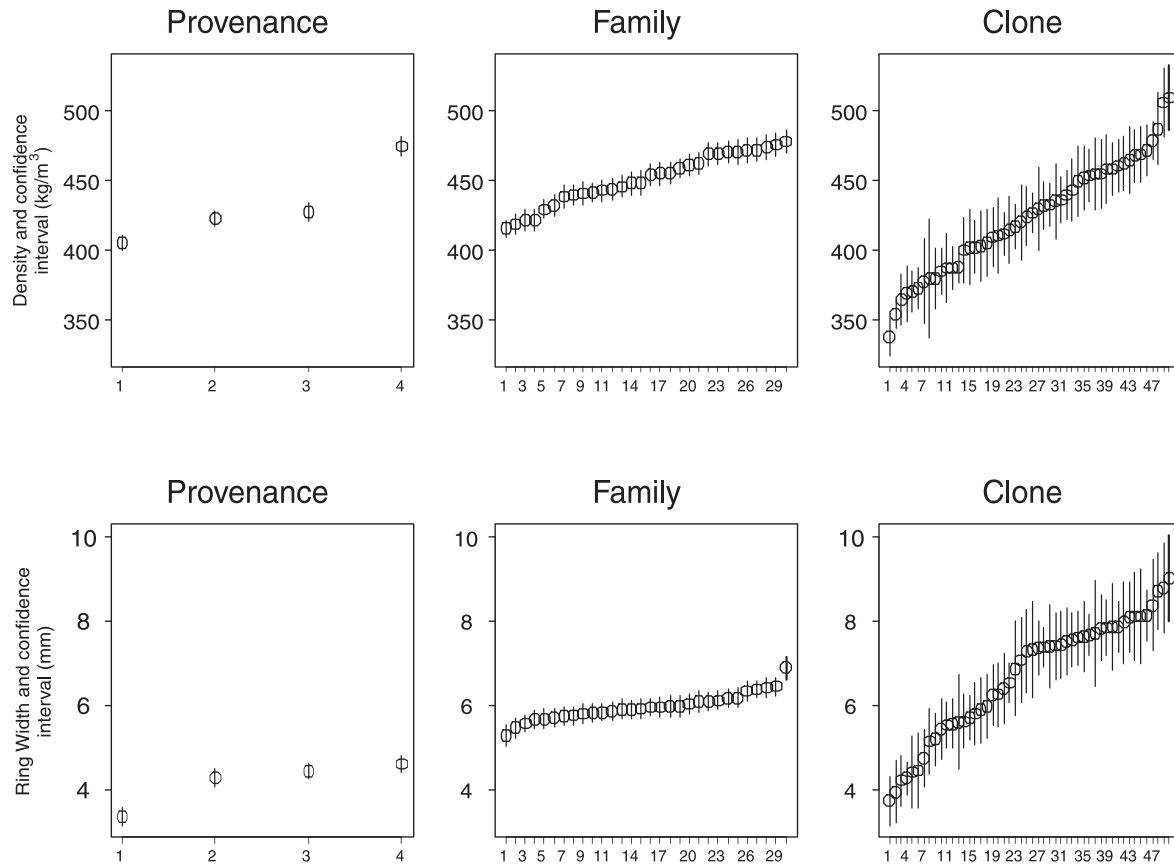 Provenance Family Clone
Density and confidence
interval (kg/m³)
500
450
400
350
500
450
400
350
500
450
400
350
1 2 3 4
1 3 5 7 9 11 14 17 20 23 26 29
1 4 7 11 15 19 23 27 31 35 39 43 47
Provenance Family Clone
Ring Width and confidence
interval (mm)
10
8
6
4
10
8
6
4
10
8
6
4
1 2 3 4
1 3 5 7 9 11 14 17 20 23 26 29
1 4 7 11 15 19 23 27 31 35 39 43 47